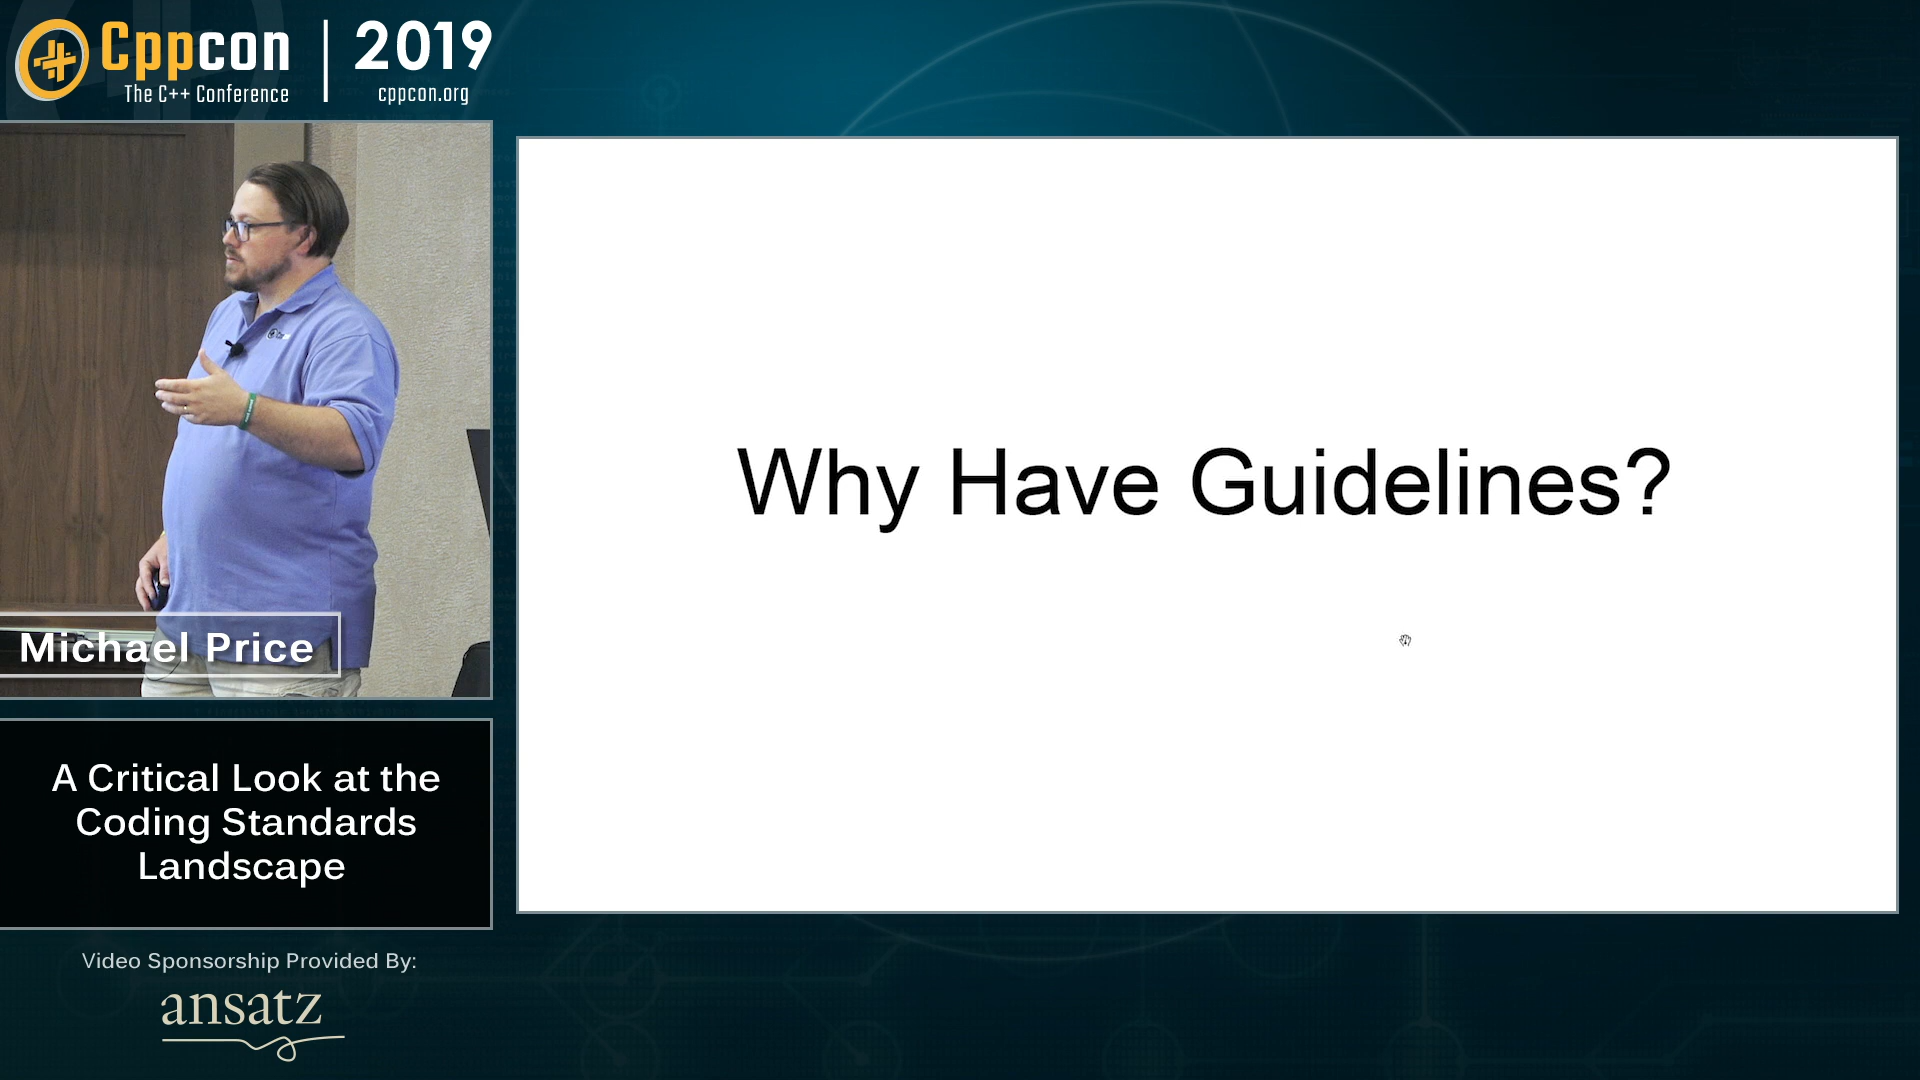 Cppcon
The C++ Conference
2019
cppcon.org
Why Have Guidelines?
Michael Price
A Critical Look at the
Coding Standards
Landscape
Video Sponsorship Provided By:
ansatz